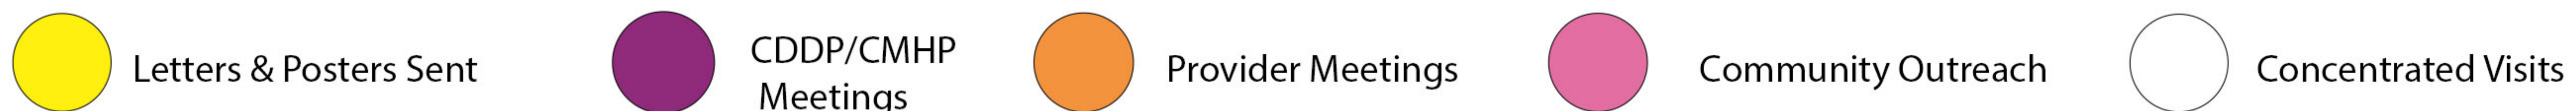 Letters & Posters Sent
CDDP/CMHP
Meetings
Provider Meetings
Community Outreach
Concentrated Visits